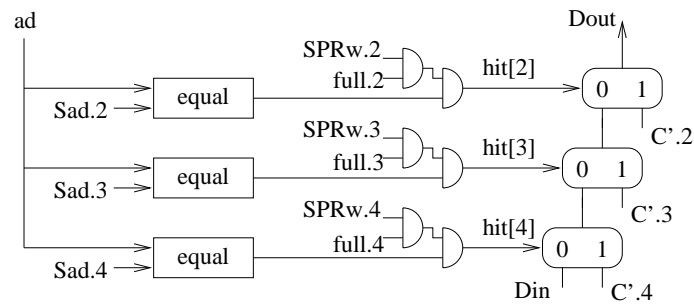 ad
Dout
SPRw.2
full.2
hit[2]
equal
Sad.2
0 1
C'.2
SPRw.3
full.3
hit[3]
equal
Sad.3
0 1
C'.3
SPRw.4
full.4
hit[4]
equal
Sad.4
0 1
Din
C'.4